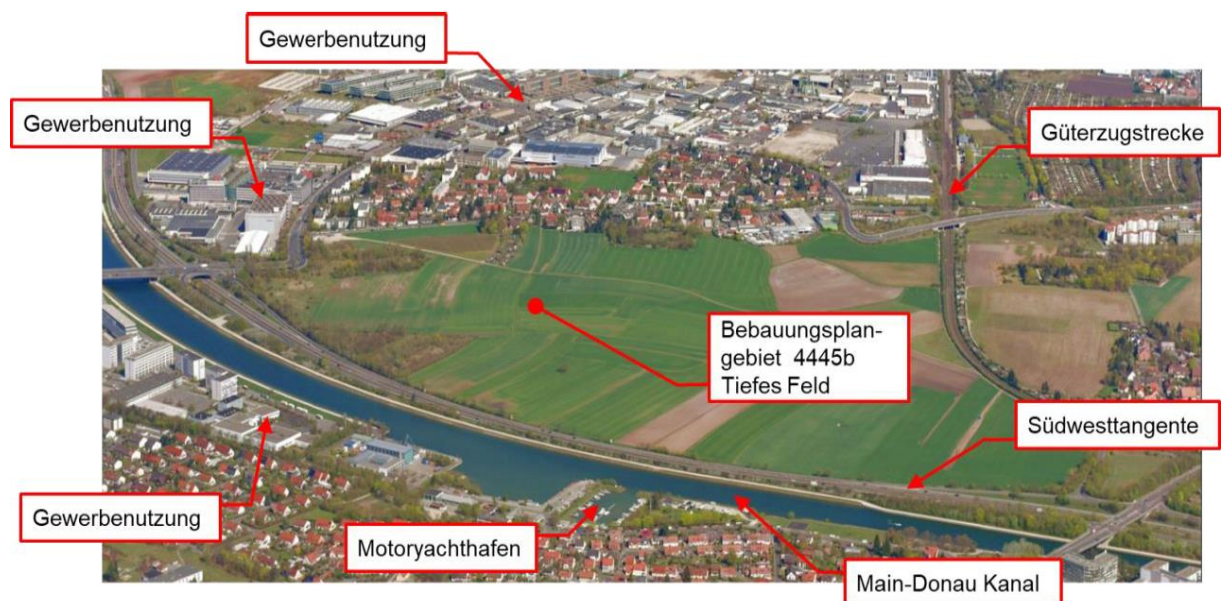 Gewerbenutzung
Gewerbenutzung
Güterzugstrecke
Bebauungsplan-
gebiet 4445b
Tiefes Feld
Südwesttangente
Gewerbenutzung
Motoryachthafen
Main-Donau Kanal